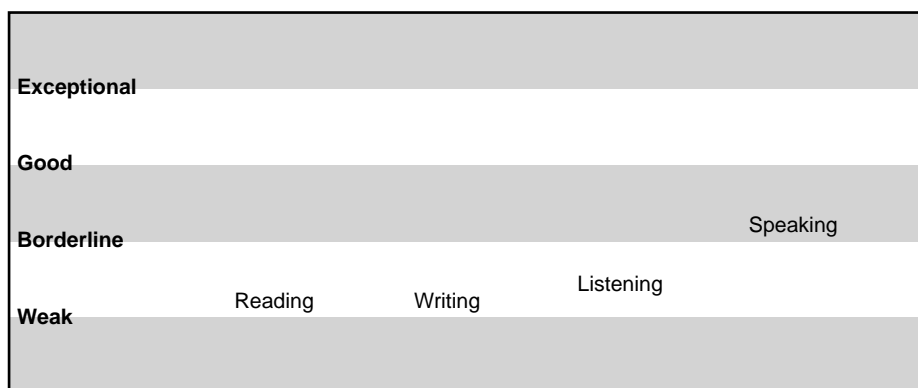 Exceptional
Good
Speaking
Borderline
Listening
Reading Writing
Weak